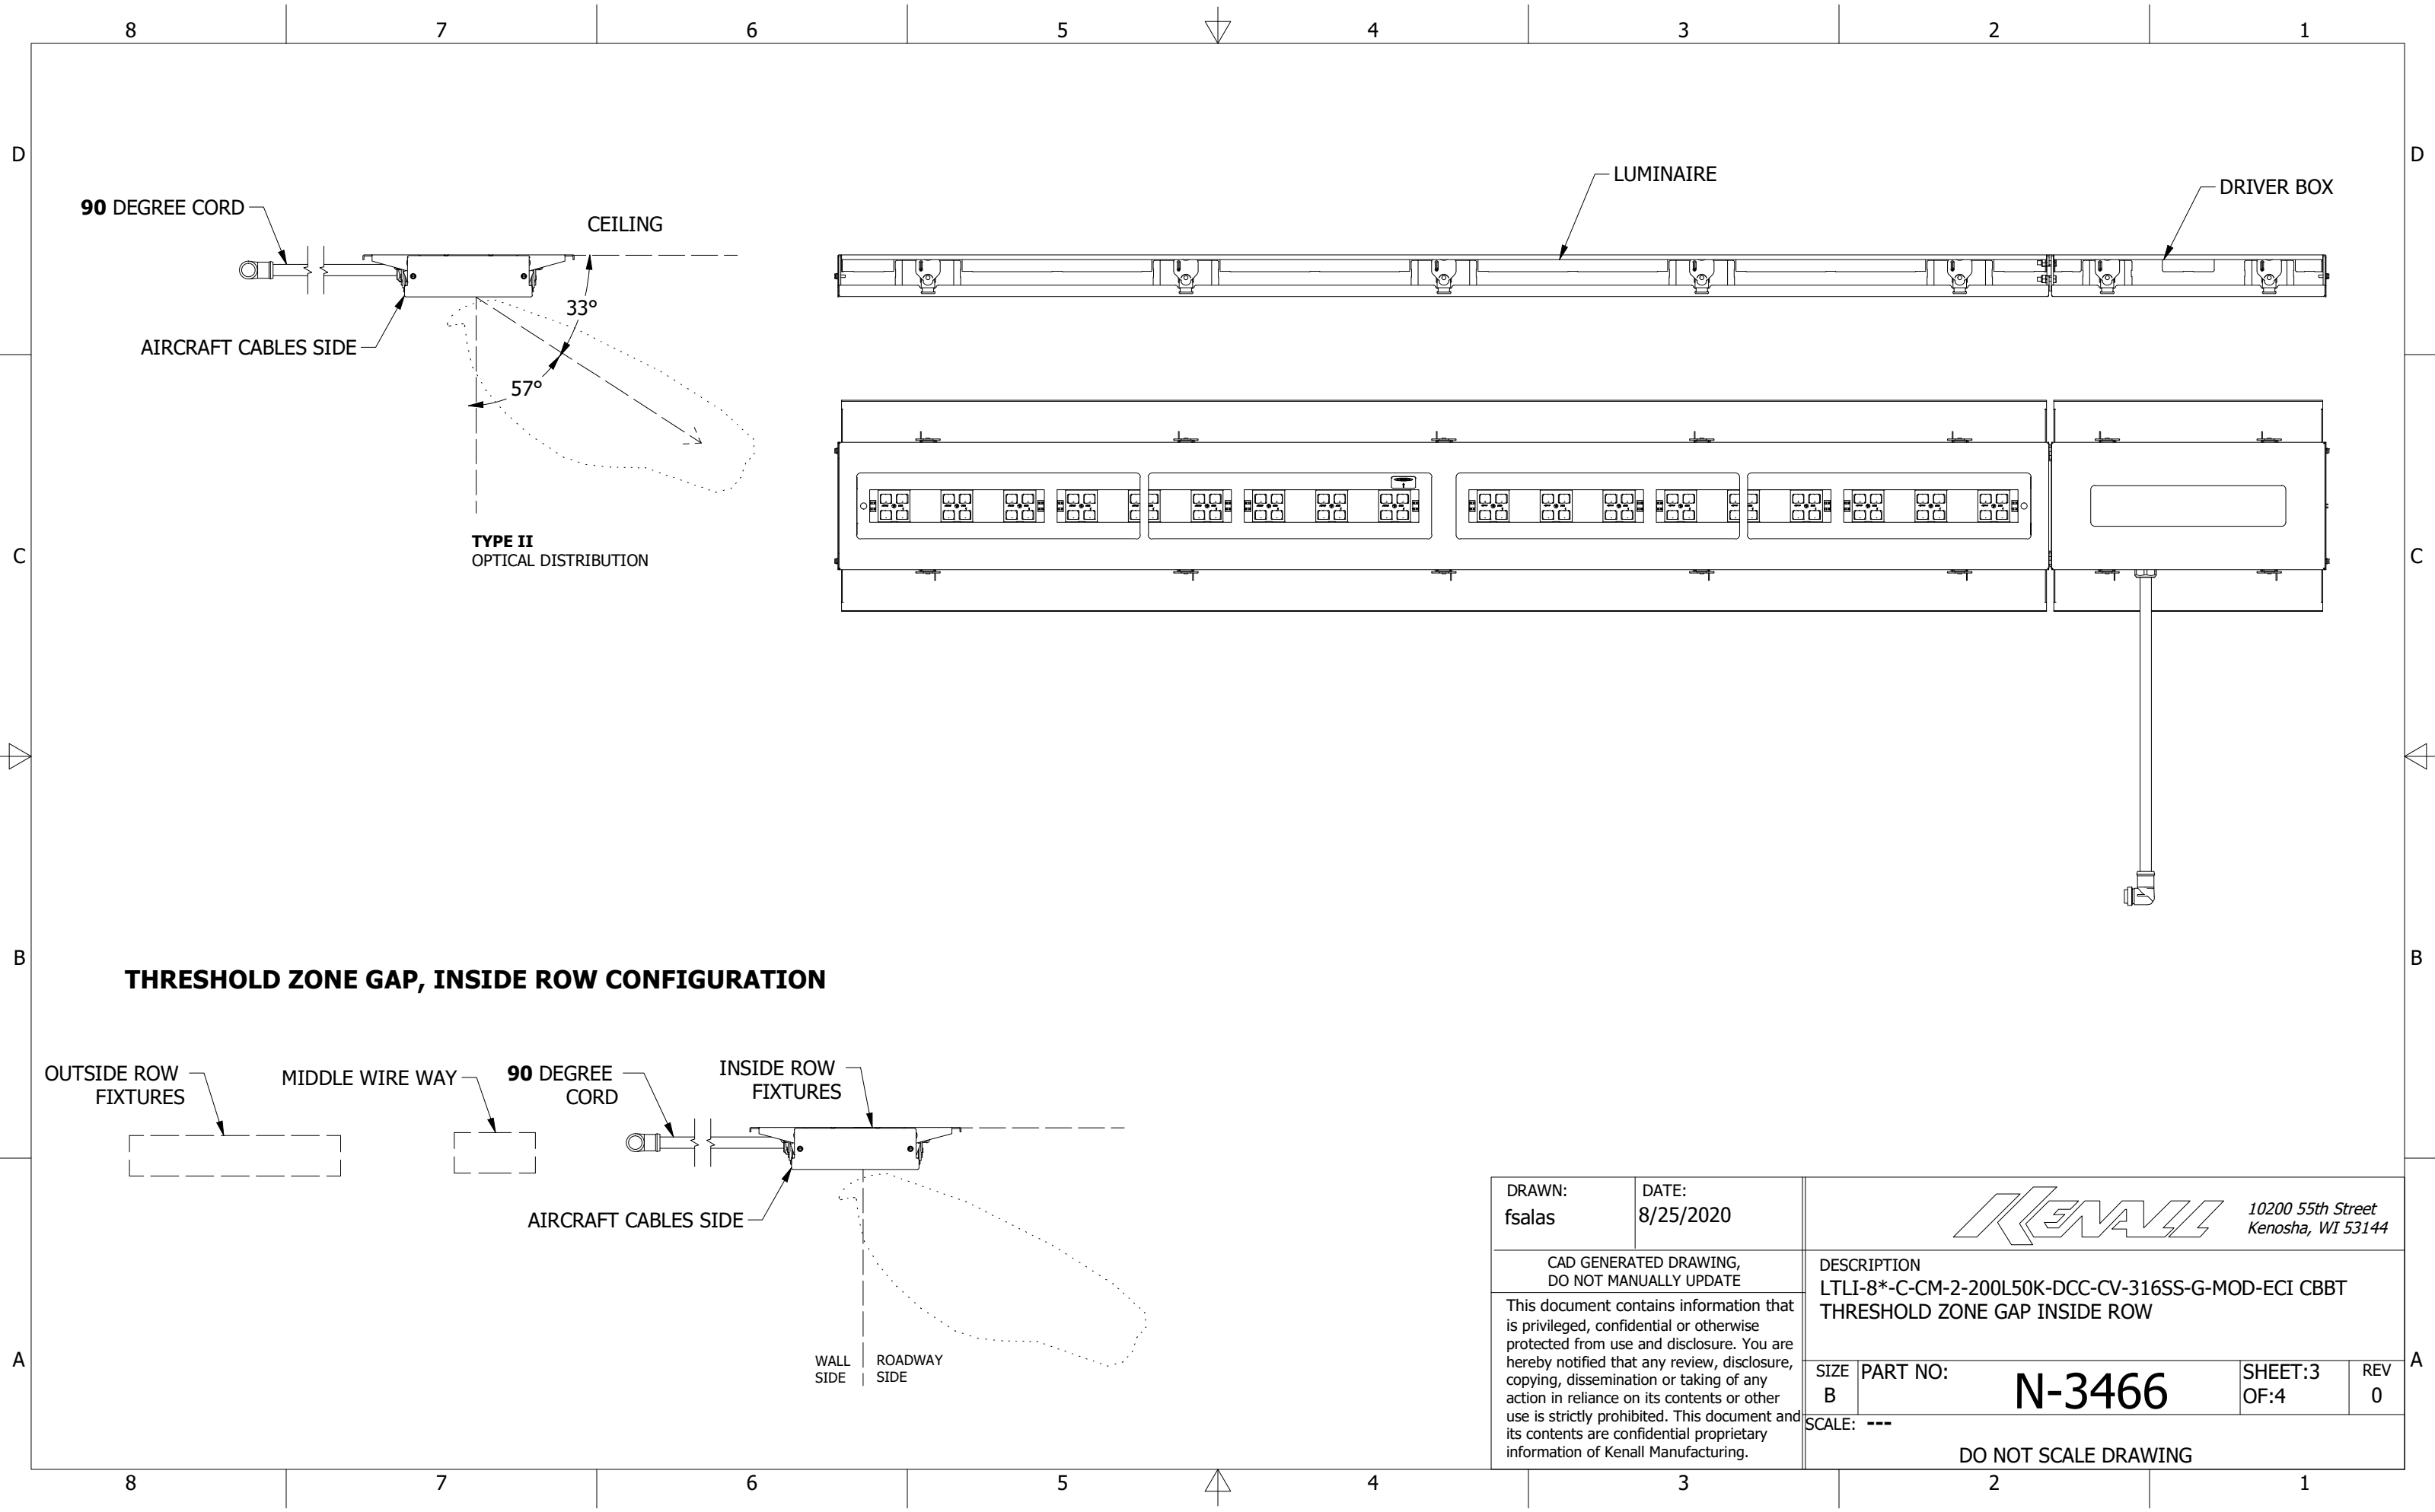 8 7 6 5 4 3 2 1
D
D
LUMINAIRE
DRIVER BOX
90 DEGREE CORD
CEILING
33°
AIRCRAFT CABLES SIDE
57°
TYPE II
OPTICAL DISTRIBUTION
C
C
B
B
THRESHOLD ZONE GAP, INSIDE ROW CONFIGURATION
OUTSIDE ROW
FIXTURES
MIDDLE WIRE WAY
90 DEGREE
CORD
INSIDE ROW
FIXTURES
AIRCRAFT CABLES SIDE
WALL
SIDE
ROADWAY
SIDE
A
A
DRAWN:
fsalas
DATE:
8/25/2020
KENALL
10200 55th Street
Kenosha, WI 53144
CAD GENERATED DRAWING,
DO NOT MANUALLY UPDATE
This document contains information that
is privileged, confidential or otherwise
protected from use and disclosure. You are
hereby notified that any review, disclosure,
copying, dissemination or taking of any
action in reliance on its contents or other
use is strictly prohibited. This document and
its contents are confidential proprietary
information of Kenall Manufacturing.
DESCRIPTION
LTLI-8*-C-CM-2-200L50K-DCC-CV-316SS-G-MOD-ECI CBBT
THRESHOLD ZONE GAP INSIDE ROW
SIZE
B
PART NO:
N-3466
SHEET:3
OF:4
REV
0
SCALE: ---
DO NOT SCALE DRAWING
8 7 6 5 4 3 2 1